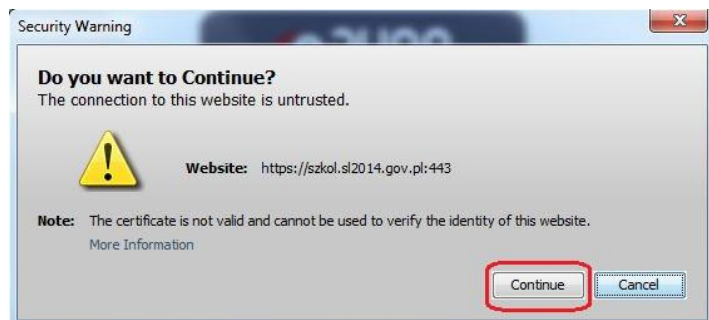 Security Warning
Do you want to Continue?
The connection to this website is untrusted.
Website: https://szkol.sl2014.gov.pl:443
Note: The certificate is not valid and cannot be used to verify the identity of this website.
More Information
Continue Cancel